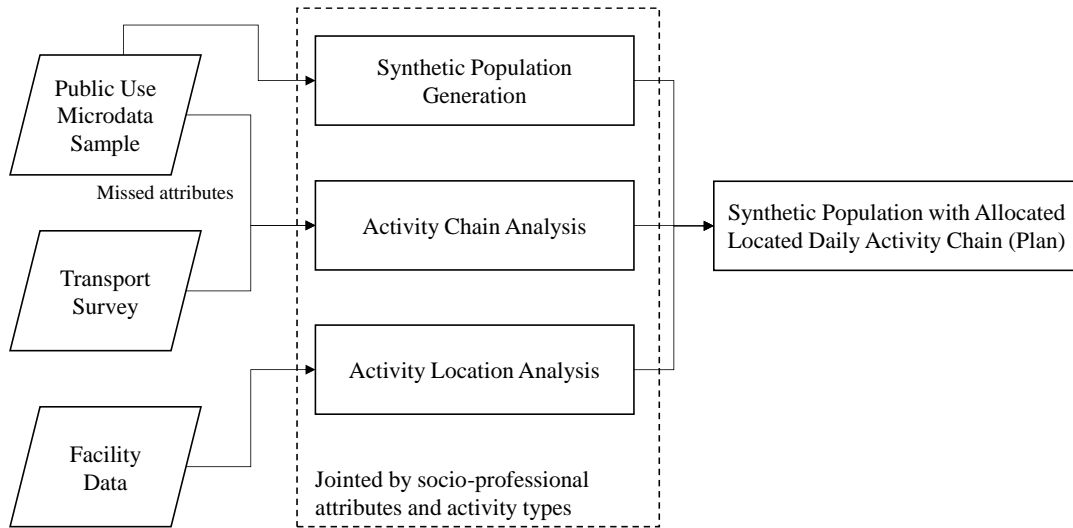 Public Use
Microdata
Sample
Missed attributes
Transport
Survey
Facility
Data
Synthetic Population
Generation
Activity Chain Analysis
Activity Location Analysis
Jointed by socio-professional
attributes and activity types
Synthetic Population with Allocated
Located Daily Activity Chain (Plan)